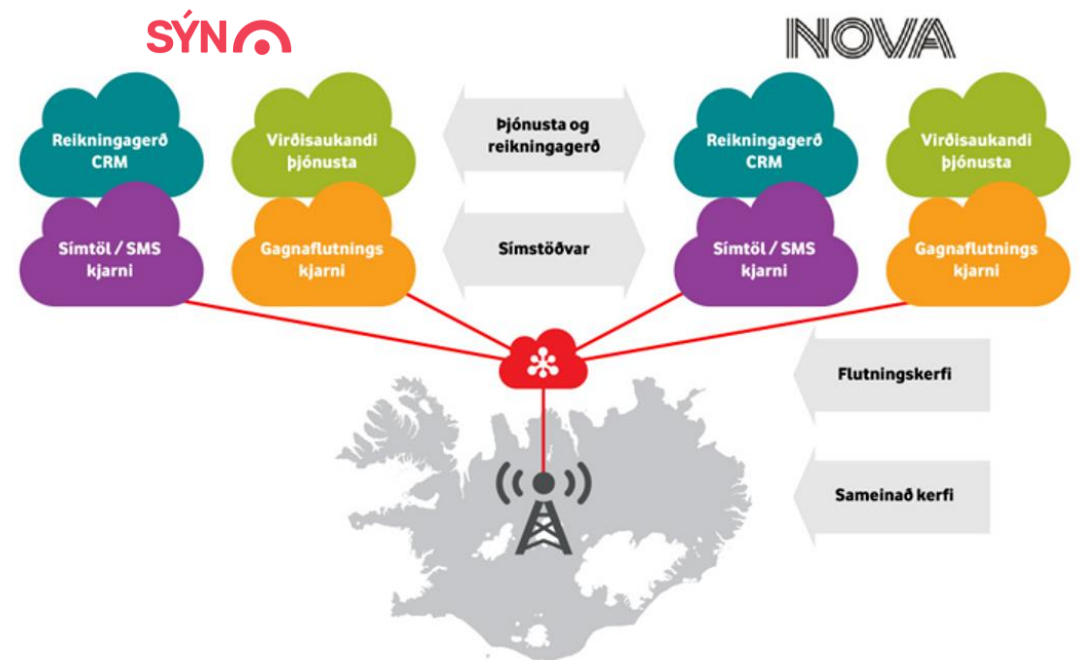 SÝN
NOVA
Reikningagerð
CRM
Virðisaukandi
þjónusta
Þjónusta og
reikningagerð
Reikningagerð
CRM
Virðisaukandi
þjónusta
Símtöl / SMS
kjarni
Gagnaflutnings
kjarni
Símstöðvar
Símtöl / SMS
kjarni
Gagnaflutnings
kjarni
Flutningskerfi
Sameinað kerfi